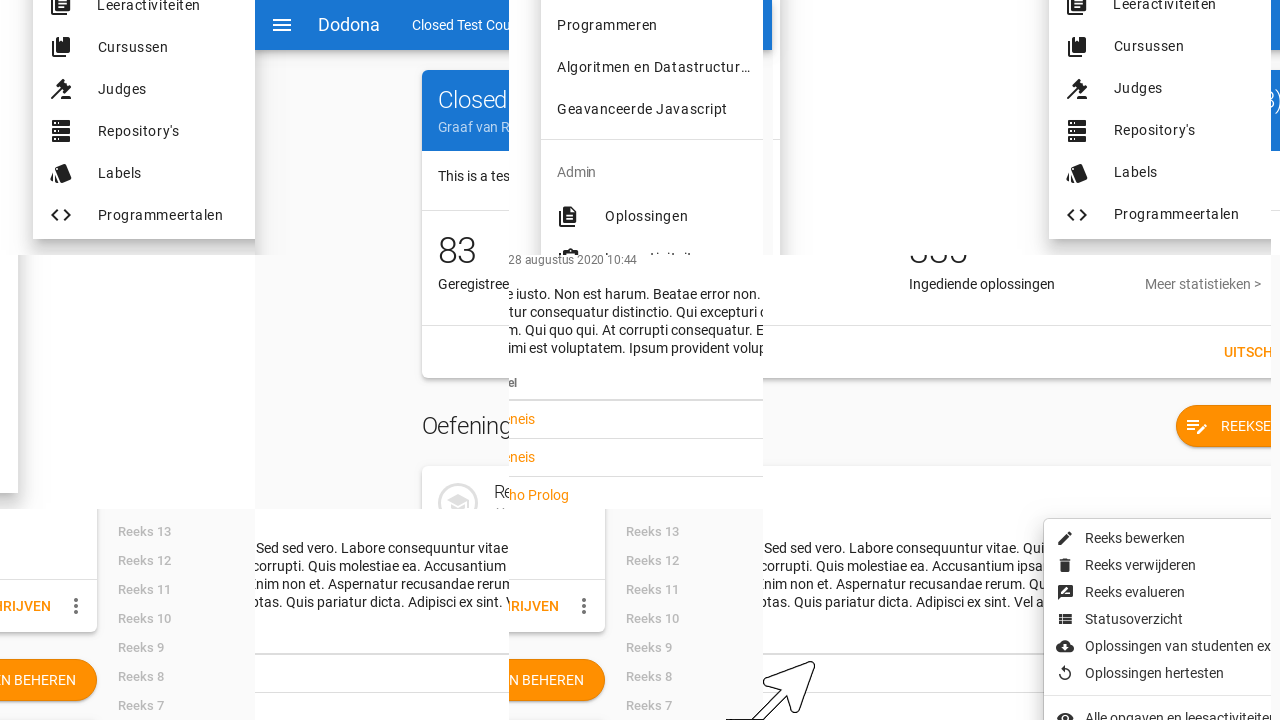 Leeractiviteiten
Cursussen
Judges
Repository's
Labels
Programmeertalen
Dodona
Closed Test Cou
Closed
Graaf van R
This is a tes
83
Geregistree
Programmeren
Algoritmen en Datastructur…
Geavanceerde Javascript
Admin
Oplossingen
Leeractiviteiten
Cursussen
Judges
Repository's
Labels
Programmeertalen
28 augustus 2020 10:44
e iusto. Non est harum. Beatae error non.
tur consequatur distinctio. Qui excepturi
m. Qui quo qui. At corrupti consequatur. E
imi est voluptatem. Ipsum provident volup
el
eneis
eneis
ho Prolog
Ingediende oplossingen
Meer statistieken >
UITSCH
Oefening
REEKSE
Re
Reeks 13
Reeks 12
Reeks 11
Reeks 10
Reeks 9
Reeks 8
Reeks 7
RIJVEN
N BEHEREN
Sed sed vero. Labore consequuntur vitae
corrupti. Quis molestiae ea. Accusantium
nim non et. Aspernatur recusandae rerum
ptas. Quis pariatur dicta. Adipisci ex sint.
RIJVEN
N BEHEREN
Reeks 13
Reeks 12
Reeks 11
Reeks 10
Reeks 9
Reeks 8
Reeks 7
Sed sed vero. Labore consequuntur vitae. Qui
corrupti. Quis molestiae ea. Accusantium ipsa
nim non et. Aspernatur recusandae rerum. Qu
ptas. Quis pariatur dicta. Adipisci ex sint. Vel a
Reeks bewerken
Reeks verwijderen
Reeks evalueren
Statusoverzicht
Oplossingen van studenten ex
Oplossingen hertesten
Alle opgaven en leesactiviteiten